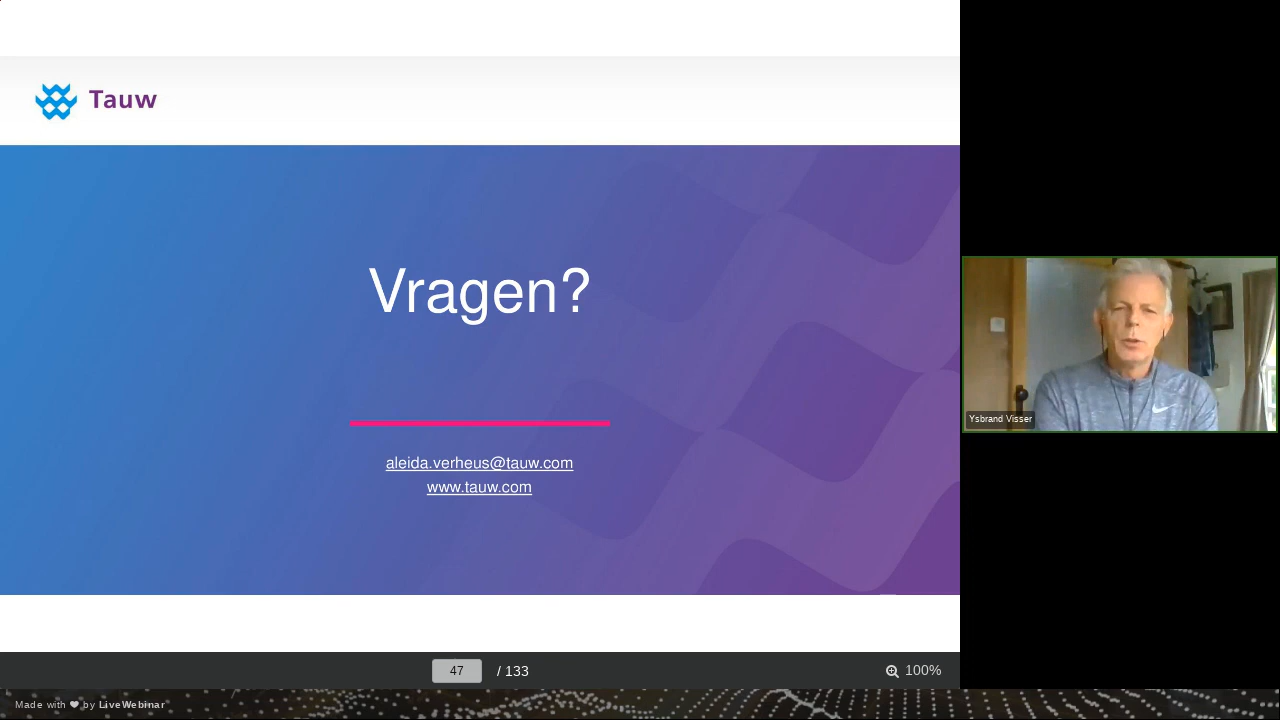 Tauw
Vragen?
aleida.verheus@tauw.com
www.tauw.com
Ysbrand Visser
47 / 133
100%
Made with ❤ by LiveWebinar